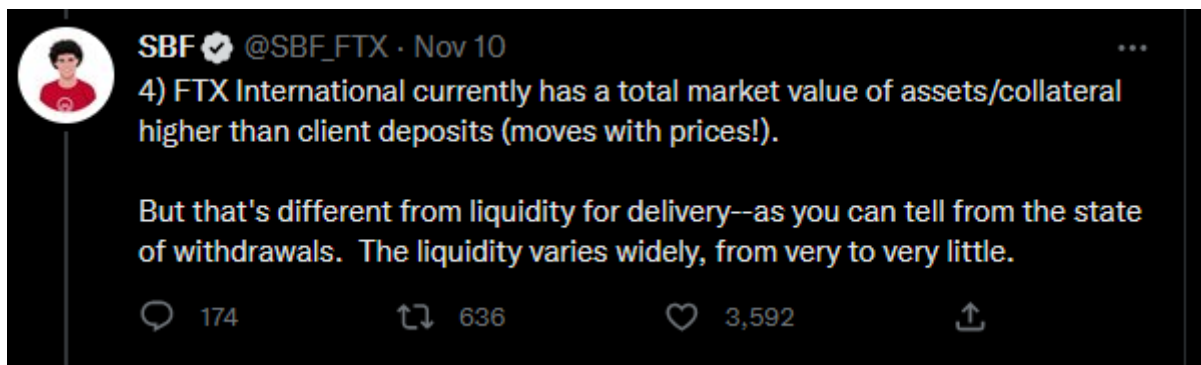 SBF @SBF_FTX · Nov 10
4) FTX International currently has a total market value of assets/collateral
higher than client deposits (moves with prices!).
But that's different from liquidity for delivery--as you can tell from the state
of withdrawals.  The liquidity varies widely, from very to very little.
174 636 3,592